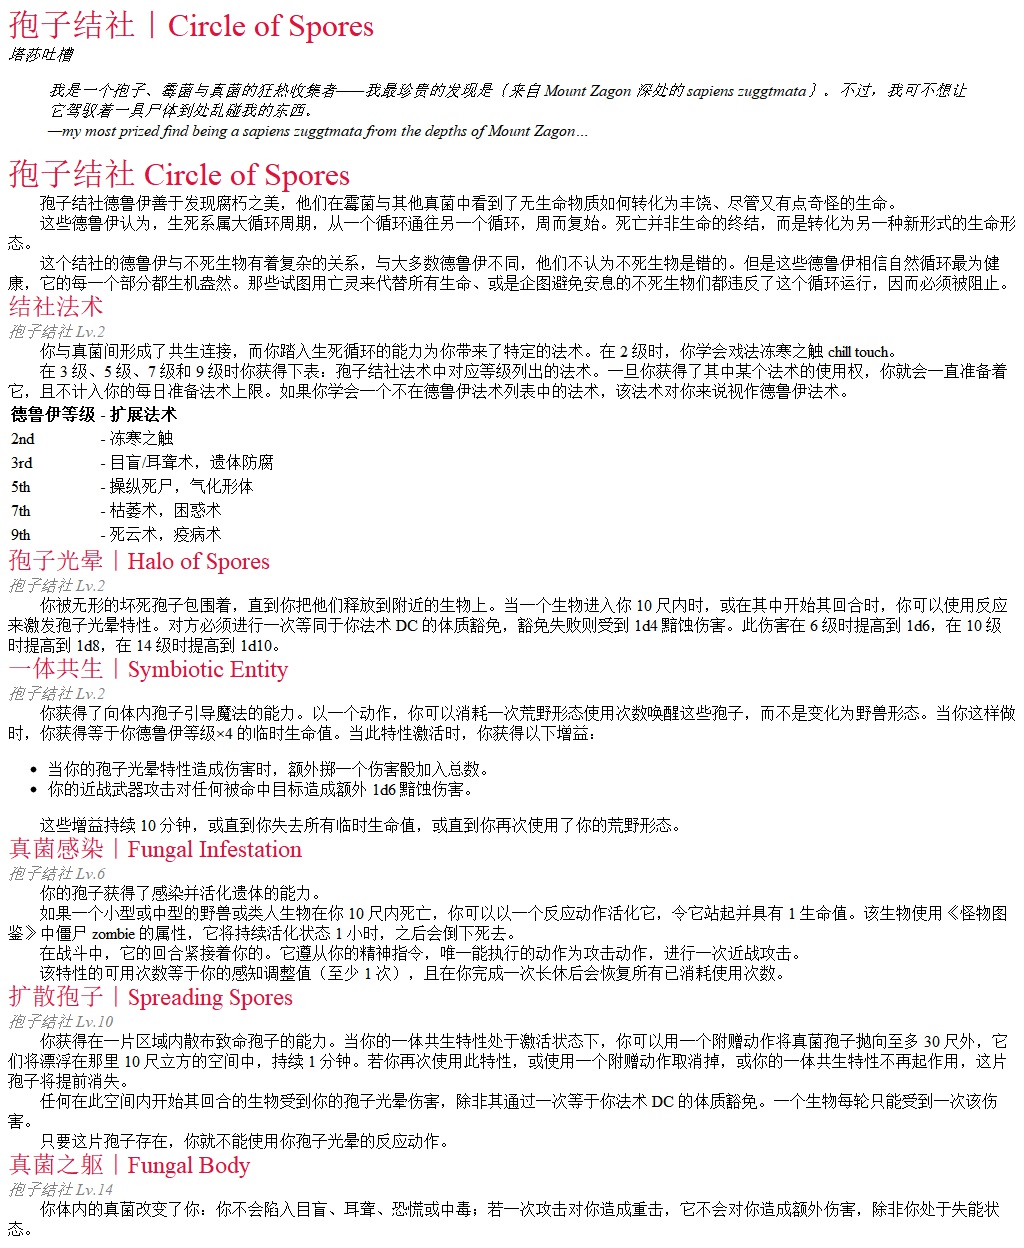 孢子结社｜Circle of Spores
塔莎吐槽
我是一个孢子、霉菌与真菌的狂热收集者——我最珍贵的发现是｛来自 Mount Zagon 深处的 sapiens zuggtmata｝。不过，我可不想让
它驾驭着一具尸体到处乱碰我的东西。
—my most prized find being a sapiens zuggtmata from the depths of Mount Zagon…
孢子结社 Circle of Spores
孢子结社德鲁伊善于发现腐朽之美，他们在霉菌与其他真菌中看到了无生命物质如何转化为丰饶、尽管又有点奇怪的生命。
这些德鲁伊认为，生死系属大循环周期，从一个循环通往另一个循环，周而复始。死亡并非生命的终结，而是转化为另一种新形式的生命形
态。
这个结社的德鲁伊与不死生物有着复杂的关系，与大多数德鲁伊不同，他们不认为不死生物是错的。但是这些德鲁伊相信自然循环最为健
康，它的每一个部分都生机盎然。那些试图用亡灵来代替所有生命、或是企图避免安息的不死生物们都违反了这个循环运行，因而必须被阻止。
结社法术
孢子结社 Lv.2
你与真菌间形成了共生连接，而你踏入生死循环的能力为你带来了特定的法术。在 2 级时，你学会戏法冻寒之触 chill touch。
在 3 级、5 级、7 级和 9 级时你获得下表：孢子结社法术中对应等级列出的法术。一旦你获得了其中某个法术的使用权，你就会一直准备着
它，且不计入你的每日准备法术上限。如果你学会一个不在德鲁伊法术列表中的法术，该法术对你来说视作德鲁伊法术。
德鲁伊等级 - 扩展法术
2nd - 冻寒之触
3rd - 目盲/耳聋术，遗体防腐
5th - 操纵死尸，气化形体
7th - 枯萎术，困惑术
9th - 死云术，疫病术
孢子光晕｜Halo of Spores
孢子结社 Lv.2
你被无形的坏死孢子包围着，直到你把他们释放到附近的生物上。当一个生物进入你 10 尺内时，或在其中开始其回合时，你可以使用反应
来激发孢子光晕特性。对方必须进行一次等同于你法术 DC 的体质豁免，豁免失败则受到 1d4 黯蚀伤害。此伤害在 6 级时提高到 1d6，在 10 级
时提高到 1d8，在 14 级时提高到 1d10。
一体共生｜Symbiotic Entity
孢子结社 Lv.2
你获得了向体内孢子引导魔法的能力。以一个动作，你可以消耗一次荒野形态使用次数唤醒这些孢子，而不是变化为野兽形态。当你这样做
时，你获得等于你德鲁伊等级×4 的临时生命值。当此特性激活时，你获得以下增益：
• 当你的孢子光晕特性造成伤害时，额外掷一个伤害骰加入总数。
• 你的近战武器攻击对任何被命中目标造成额外 1d6 黯蚀伤害。
这些增益持续 10 分钟，或直到你失去所有临时生命值，或直到你再次使用了你的荒野形态。
真菌感染｜Fungal Infestation
孢子结社 Lv.6
你的孢子获得了感染并活化遗体的能力。
如果一个小型或中型的野兽或类人生物在你 10 尺内死亡，你可以以一个反应动作活化它，令它站起并具有 1 生命值。该生物使用《怪物图
鉴》中僵尸 zombie 的属性，它将持续活化状态 1 小时，之后会倒下死去。
在战斗中，它的回合紧接着你的。它遵从你的精神指令，唯一能执行的动作为攻击动作，进行一次近战攻击。
该特性的可用次数等于你的感知调整值（至少 1 次），且在你完成一次长休后会恢复所有已消耗使用次数。
扩散孢子｜Spreading Spores
孢子结社 Lv.10
你获得在一片区域内散布致命孢子的能力。当你的一体共生特性处于激活状态下，你可以用一个附赠动作将真菌孢子抛向至多 30 尺外，它
们将漂浮在那里 10 尺立方的空间中，持续 1 分钟。若你再次使用此特性，或使用一个附赠动作取消掉，或你的一体共生特性不再起作用，这片
孢子将提前消失。
任何在此空间内开始其回合的生物受到你的孢子光晕伤害，除非其通过一次等于你法术 DC 的体质豁免。一个生物每轮只能受到一次该伤
害。
只要这片孢子存在，你就不能使用你孢子光晕的反应动作。
真菌之躯｜Fungal Body
孢子结社 Lv.14
你体内的真菌改变了你：你不会陷入目盲、耳聋、恐慌或中毒；若一次攻击对你造成重击，它不会对你造成额外伤害，除非你处于失能状
态。